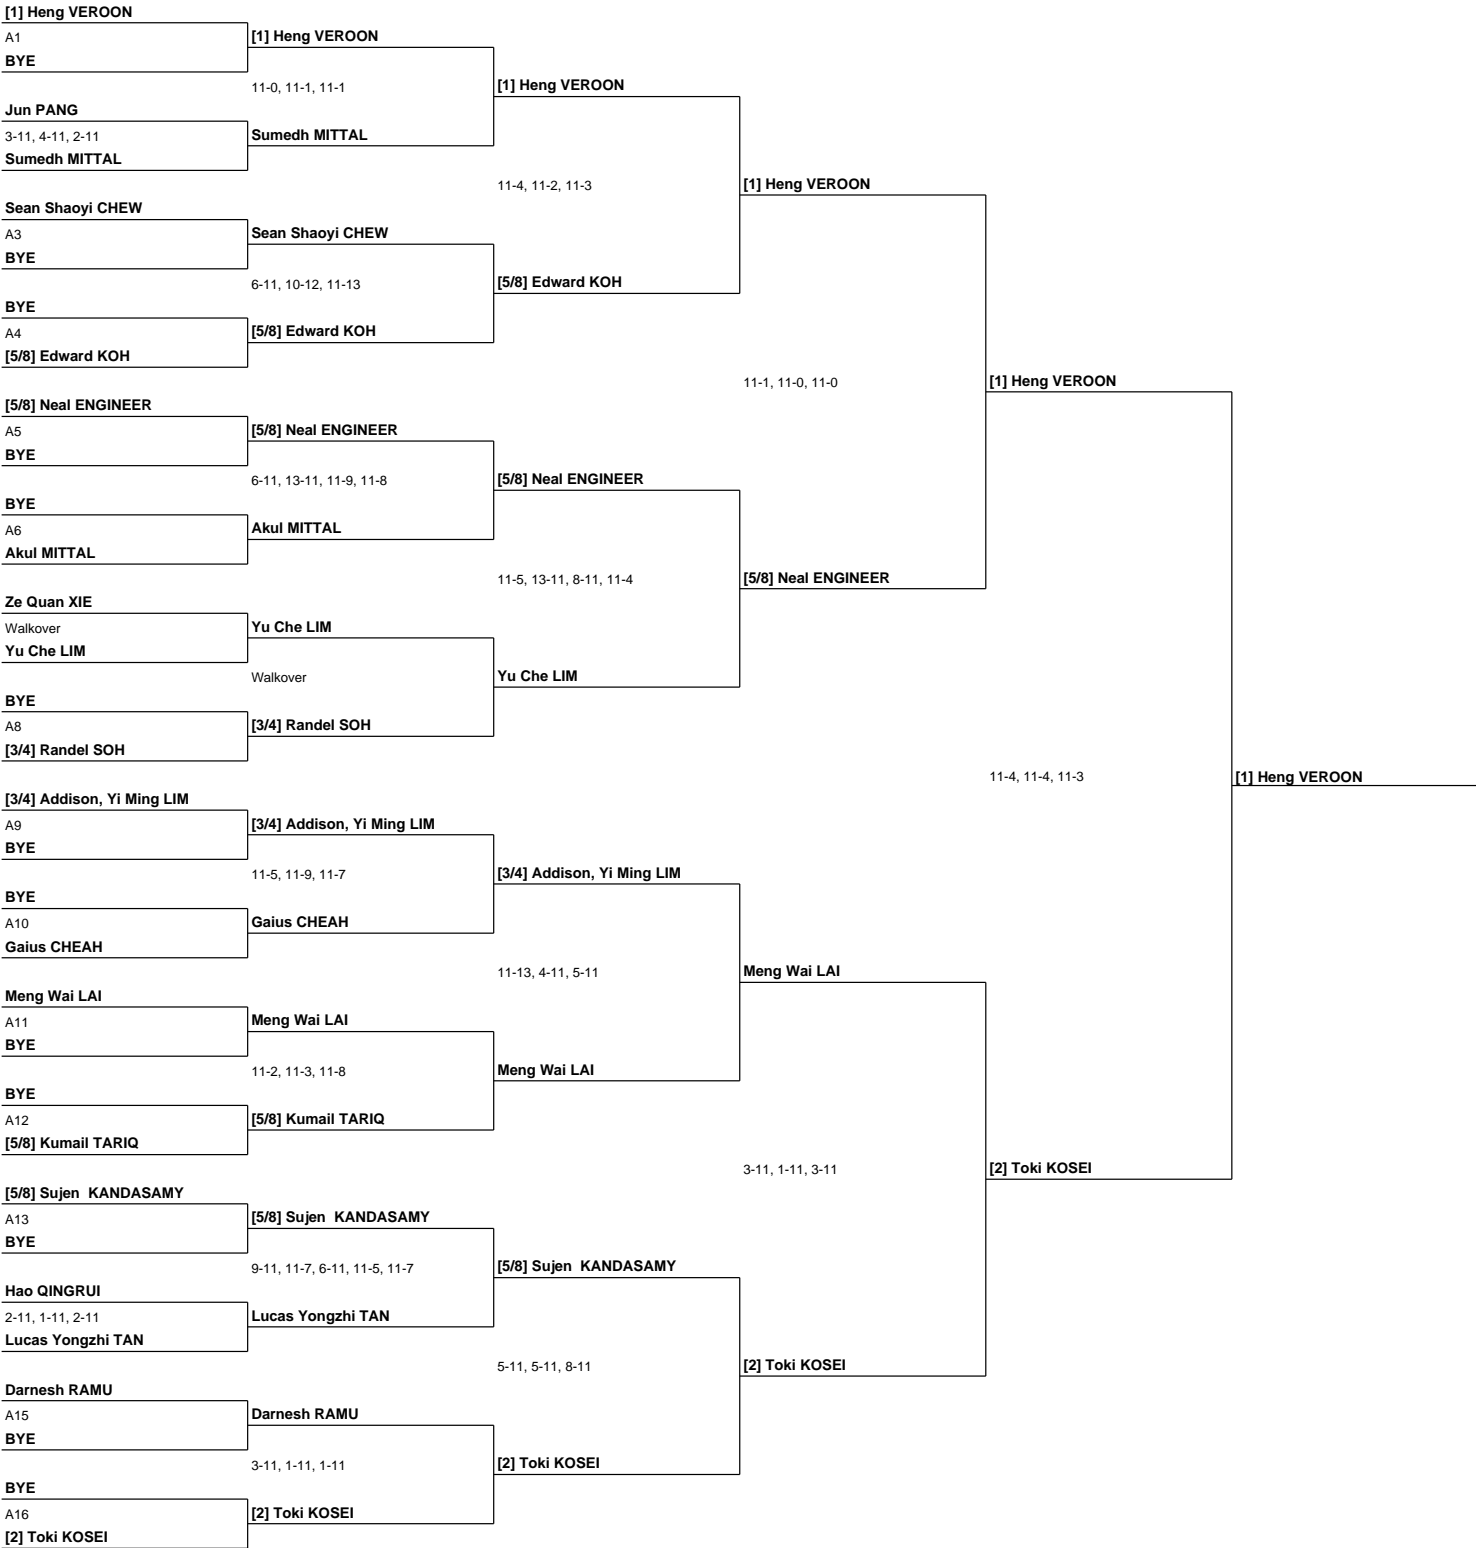 [1] Heng VEROON
A1
[1] Heng VEROON
BYE
11-0, 11-1, 11-1
[1] Heng VEROON
Jun PANG
3-11, 4-11, 2-11
Sumedh MITTAL
Sumedh MITTAL
11-4, 11-2, 11-3
[1] Heng VEROON
Sean Shaoyi CHEW
A3
Sean Shaoyi CHEW
BYE
6-11, 10-12, 11-13
[5/8] Edward KOH
BYE
A4
[5/8] Edward KOH
[5/8] Edward KOH
11-1, 11-0, 11-0
[1] Heng VEROON
[5/8] Neal ENGINEER
A5
[5/8] Neal ENGINEER
BYE
6-11, 13-11, 11-9, 11-8
[5/8] Neal ENGINEER
BYE
A6
Akul MITTAL
Akul MITTAL
11-5, 13-11, 8-11, 11-4
[5/8] Neal ENGINEER
Ze Quan XIE
Walkover
Yu Che LIM
Yu Che LIM
Walkover
Yu Che LIM
BYE
A8
[3/4] Randel SOH
[3/4] Randel SOH
11-4, 11-4, 11-3
[1] Heng VEROON
[3/4] Addison, Yi Ming LIM
A9
[3/4] Addison, Yi Ming LIM
BYE
11-5, 11-9, 11-7
[3/4] Addison, Yi Ming LIM
BYE
A10
Gaius CHEAH
Gaius CHEAH
11-13, 4-11, 5-11
Meng Wai LAI
Meng Wai LAI
A11
Meng Wai LAI
BYE
11-2, 11-3, 11-8
Meng Wai LAI
BYE
A12
[5/8] Kumail TARIQ
[5/8] Kumail TARIQ
3-11, 1-11, 3-11
[2] Toki KOSEI
[5/8] Sujen  KANDASAMY
A13
[5/8] Sujen  KANDASAMY
BYE
9-11, 11-7, 6-11, 11-5, 11-7
[5/8] Sujen  KANDASAMY
Hao QINGRUI
2-11, 1-11, 2-11
Lucas Yongzhi TAN
Lucas Yongzhi TAN
5-11, 5-11, 8-11
[2] Toki KOSEI
Darnesh RAMU
A15
Darnesh RAMU
BYE
3-11, 1-11, 1-11
[2] Toki KOSEI
BYE
A16
[2] Toki KOSEI
[2] Toki KOSEI